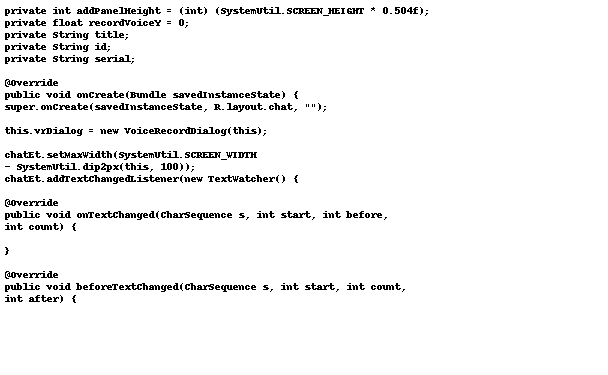 private int addPanelHeight = (int) (SystemUtil.SCREEN_HEIGHT * 0.504f);
private float recordVoiceY = 0;
private String title;
private String id;
private String serial;
@Override
public void onCreate(Bundle savedInstanceState) {
super.onCreate(savedInstanceState, R.layout.chat, "");
this.vrDialog = new VoiceRecordDialog(this);
chatEt.setMaxWidth(SystemUtil.SCREEN_WIDTH
- SystemUtil.dip2px(this, 100));
chatEt.addTextChangedListener(new TextWatcher() {
@Override
public void onTextChanged(CharSequence s, int start, int before,
int count) {
}
@Override
public void beforeTextChanged(CharSequence s, int start, int count,
int after) {